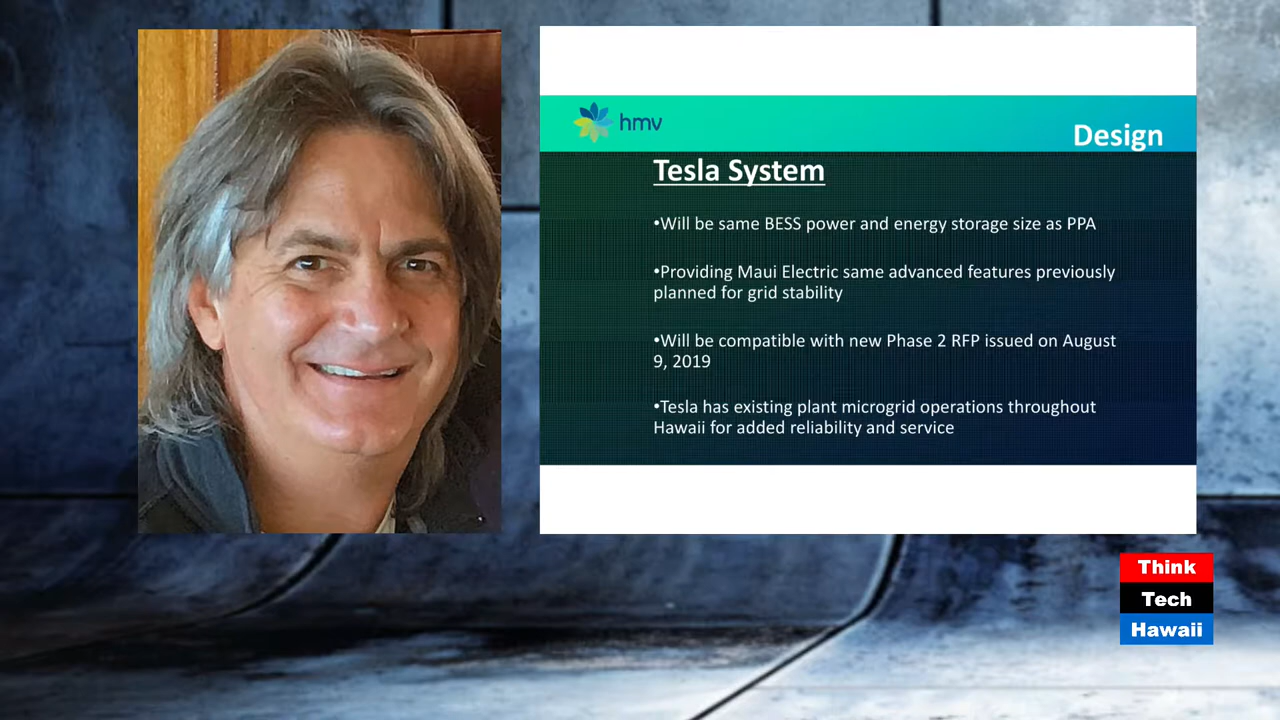 hmv
Design
Tesla System
•Will be same BESS power and energy storage size as PPA
•Providing Maui Electric same advanced features previously
planned for grid stability
•Will be compatible with new Phase 2 RFP issued on August
9, 2019
•Tesla has existing plant microgrid operations throughout
Hawaii for added reliability and service
Think
Tech
Hawaii